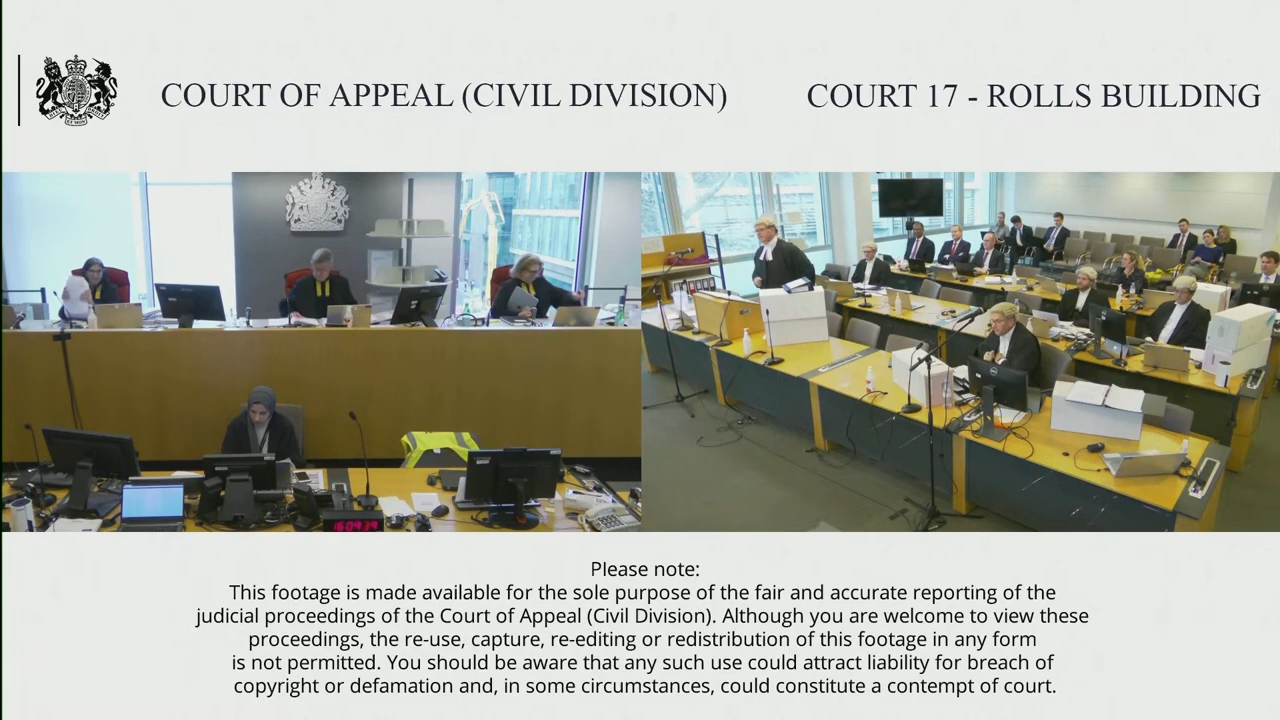 COURT OF APPEAL (CIVIL DIVISION)
COURT 17 - ROLLS BUILDING
16:09:39
Please note:
This footage is made available for the sole purpose of the fair and accurate reporting of the
judicial proceedings of the Court of Appeal (Civil Division). Although you are welcome to view these
proceedings, the re-use, capture, re-editing or redistribution of this footage in any form
is not permitted. You should be aware that any such use could attract liability for breach of
copyright or defamation and, in some circumstances, could constitute a contempt of court.